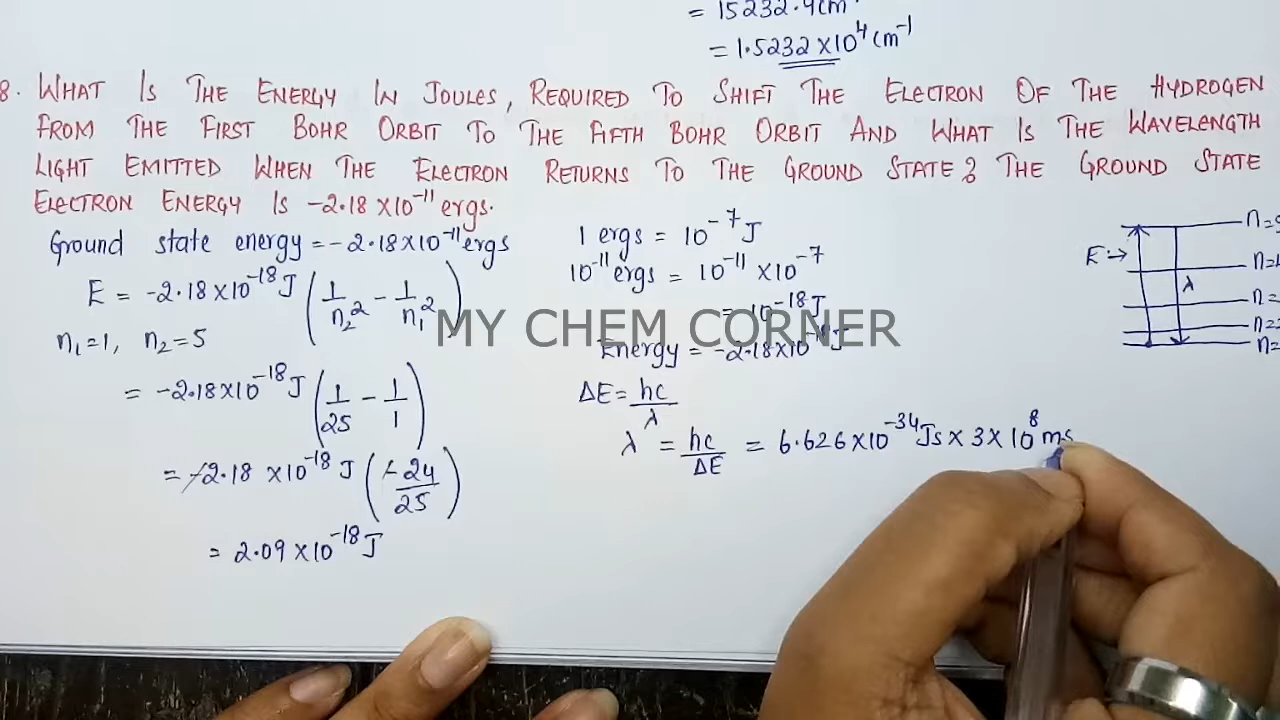 = 15232.4cm
= 1.5232 × 10⁴ cm⁻¹
8. WHAT IS THE ENERGY IN JOULES, REQUIRED TO SHIFT THE ELECTRON OF THE HYDROGEN
FROM THE FIRST BOHR ORBIT TO THE FIFTH BOHR ORBIT AND WHAT IS THE WAVELENGTH
LIGHT EMITTED WHEN THE ELECTRON RETURNS TO THE GROUND STATE? THE GROUND STATE
ELECTRON ENERGY IS -2.18 × 10⁻¹¹ ergs.
Ground state energy = -2.18×10⁻¹¹ ergs
E = -2.18×10⁻¹⁸ J (1/n₂² - 1/n₁²)
n₁=1, n₂=5
= -2.18×10⁻¹⁸ J (1/25 - 1/1)
= -2.18 ×10⁻¹⁸ J (-24/25)
= 2.09 ×10⁻¹⁸ J
1 ergs = 10⁻⁷ J
10⁻¹¹ ergs = 10⁻¹¹ × 10⁻⁷
= 10⁻¹⁸ J
Energy = -2.18×10⁻¹⁸ J
ΔE = hc/λ
λ = hc/ΔE = 6.626×10⁻³⁴ Js × 3×10⁸ ms
E
λ
n=
n=
n=
n=
n=
MY CHEM CORNER